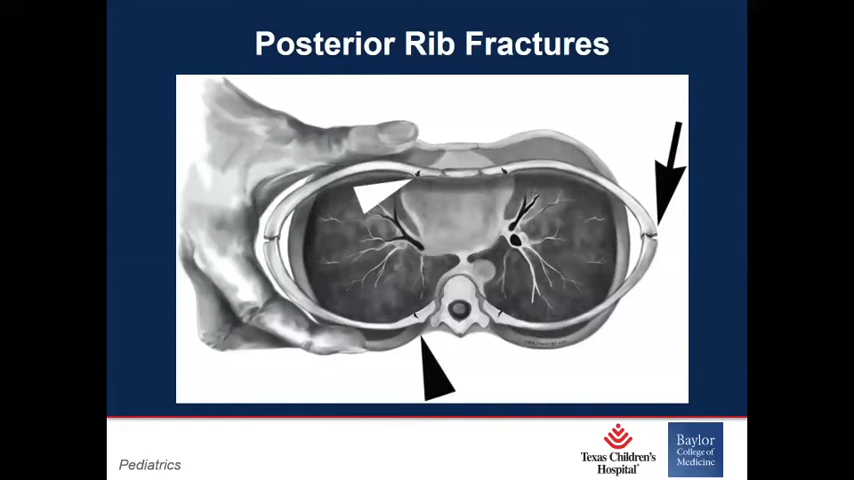 Posterior Rib Fractures
Pediatrics
Texas Children's
Hospital®
Baylor
College of
Medicine